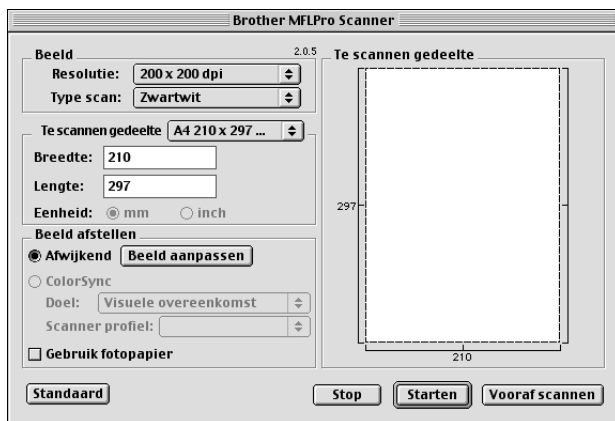 Brother MFLPro Scanner
Beeld
2.0.5
Resolutie: 200 x 200 dpi
Type scan: Zwartwit
Te scannen gedeelte A4 210 x 297 ...
Breedte: 210
Lengte: 297
Eenheid: mm inch
Beeld afstellen
Afwijkend Beeld aanpassen
ColorSync
Doel: Visuele overeenkomst
Scanner profiel:
Gebruik fotopapier
Te scannen gedeelte
297
210
Standaard Stop Starten Vooraf scannen